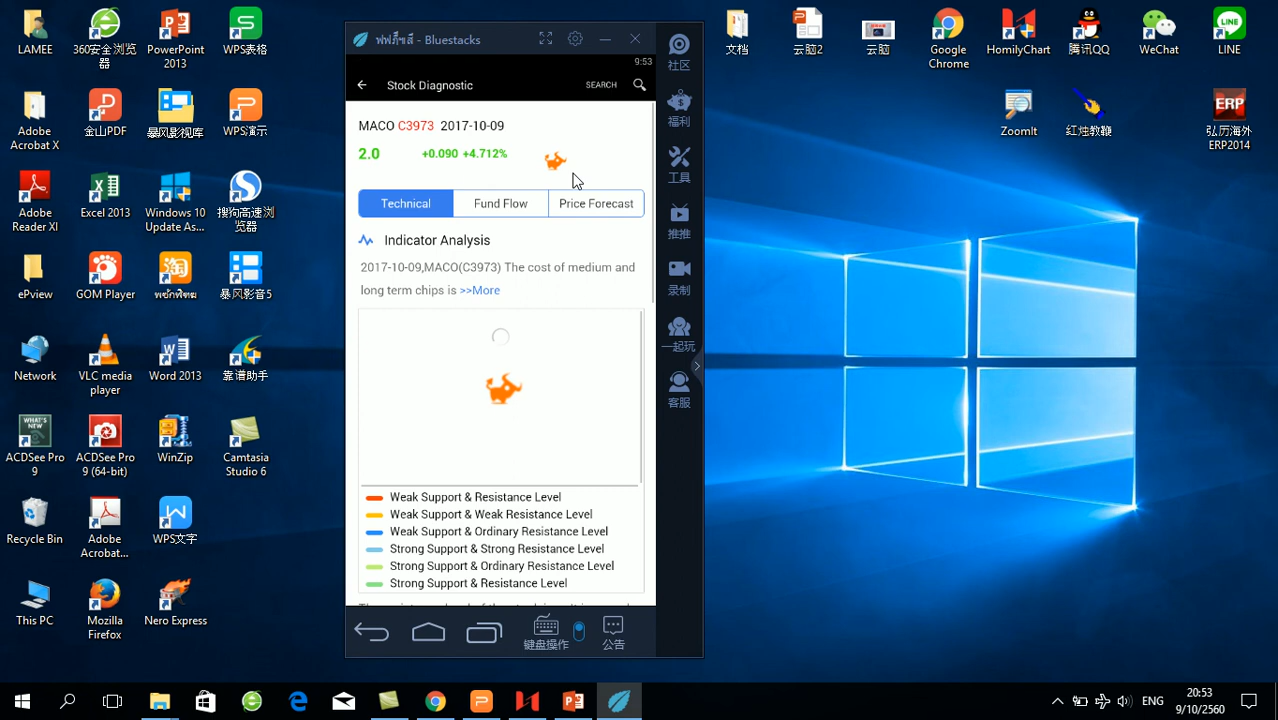 LAMEE
360安全浏览器
PowerPoint 2013
WPS表格
Adobe Acrobat X
金山PDF
暴风影视库
WPS演示
Adobe Reader XI
Excel 2013
Windows 10 Update As...
搜狗高速浏览器
ePview
GOM Player
暴风影音5
Network
VLC media player
Word 2013
靠谱助手
WHAT'S NEW
ACDSee Pro 9
ACDSee Pro 9 (64-bit)
WinZip
Camtasia Studio 6
Recycle Bin
Adobe Acrobat...
WPS文字
This PC
Mozilla Firefox
Nero Express
- Bluestacks
9:53
Stock Diagnostic
SEARCH
MACO C3973 2017-10-09
2.0 +0.090 +4.712%
Technical Fund Flow Price Forecast
Indicator Analysis
2017-10-09,MACO(C3973) The cost of medium and
long term chips is >>More
Weak Support & Resistance Level
Weak Support & Weak Resistance Level
Weak Support & Ordinary Resistance Level
Strong Support & Strong Resistance Level
Strong Support & Ordinary Resistance Level
Strong Support & Resistance Level
键盘操作
公告
社区
福利
工具
推推
录制
一起玩
客服
文档
云脑2
云脑
Google Chrome
HomilyChart
腾讯QQ
WeChat
LINE
LINE
ZoomIt
红烛教鞭
ERP
弘历海外ERP2014
ENG
20:53
9/10/2560